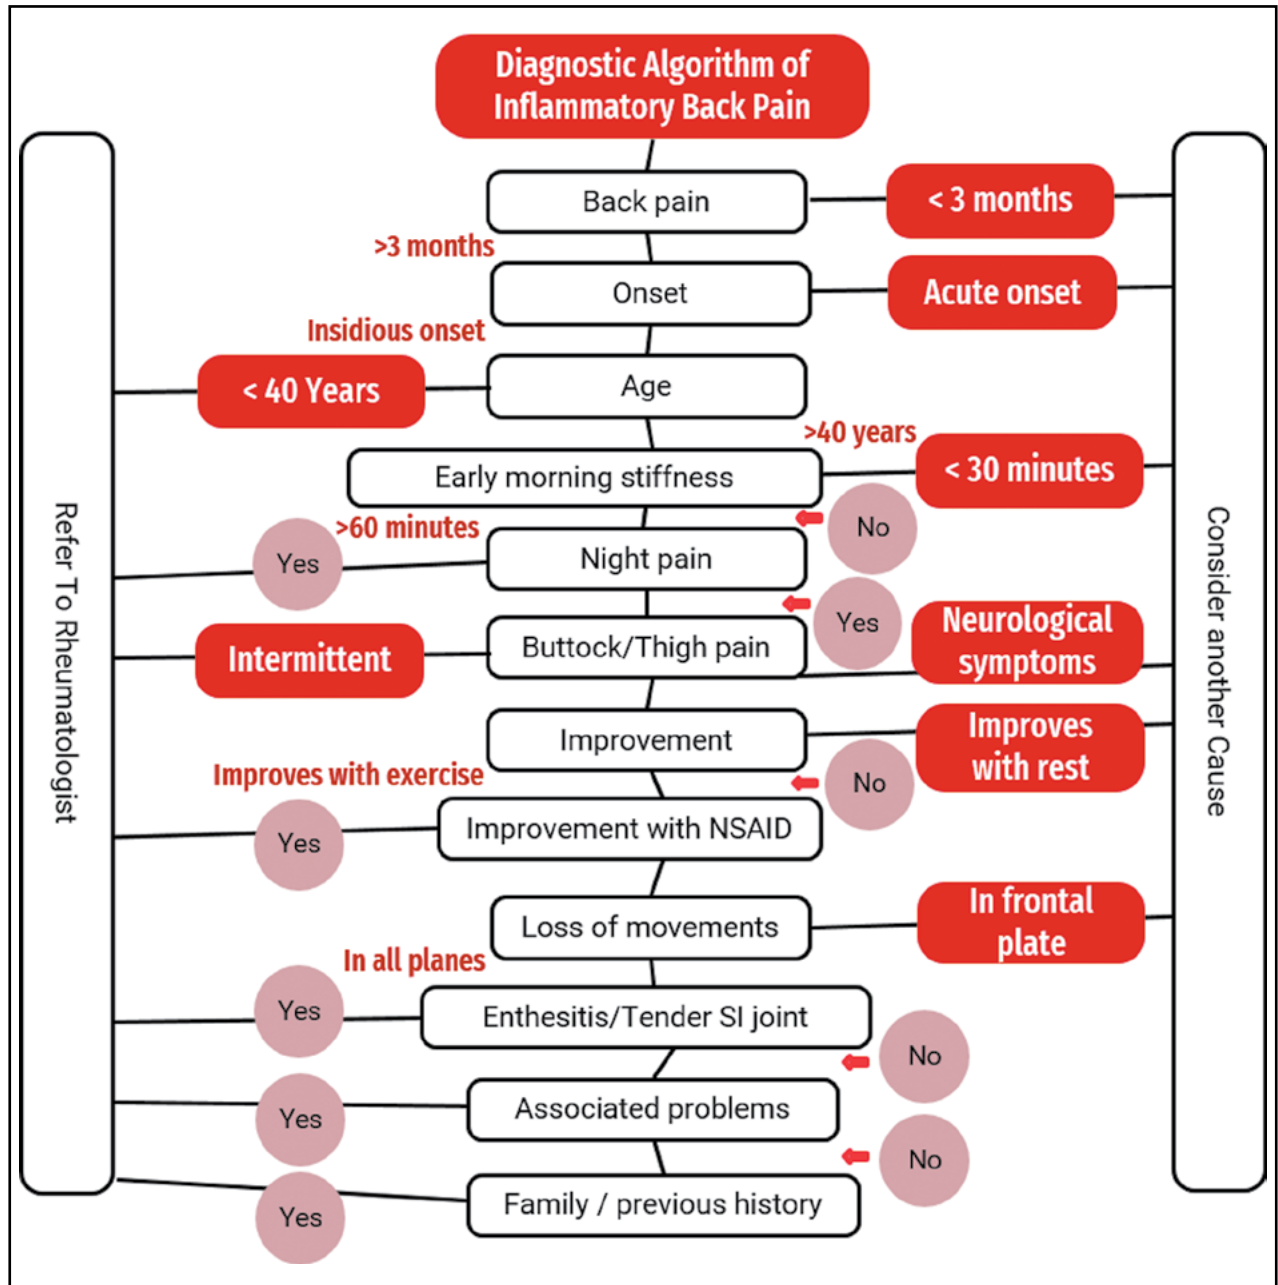 Diagnostic Algorithm of
Inflammatory Back Pain
Back pain
< 3 months
>3 months
Onset
Acute onset
Insidious onset
< 40 Years
Age
>40 years
Early morning stiffness
< 30 minutes
>60 minutes
No
Yes
Night pain
Yes
Intermittent
Buttock/Thigh pain
Neurological
symptoms
Improvement
Improves
with rest
Improves with exercise
No
Yes
Improvement with NSAID
Loss of movements
In frontal
plate
In all planes
Yes
Enthesitis/Tender SI joint
No
Yes
Associated problems
No
Yes
Family / previous history
Refer To Rheumatologist
Consider another Cause